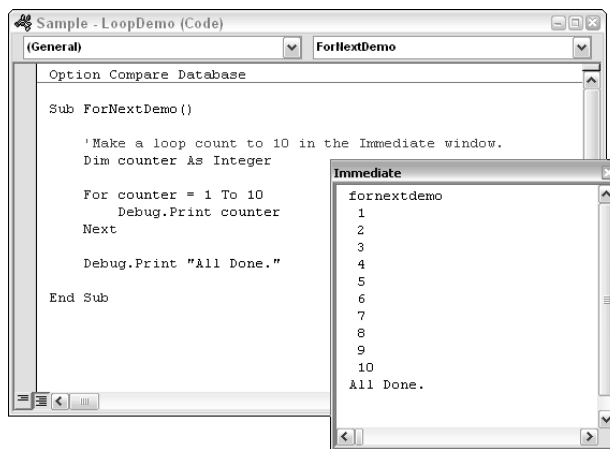 Sample - LoopDemo (Code)
(General) ForNextDemo
Option Compare Database
Sub ForNextDemo()
'Make a loop count to 10 in the Immediate window.
Dim counter As Integer
For counter = 1 To 10
Debug.Print counter
Next
Debug.Print "All Done."
End Sub
Immediate
fornextdemo
1
2
3
4
5
6
7
8
9
10
All Done.